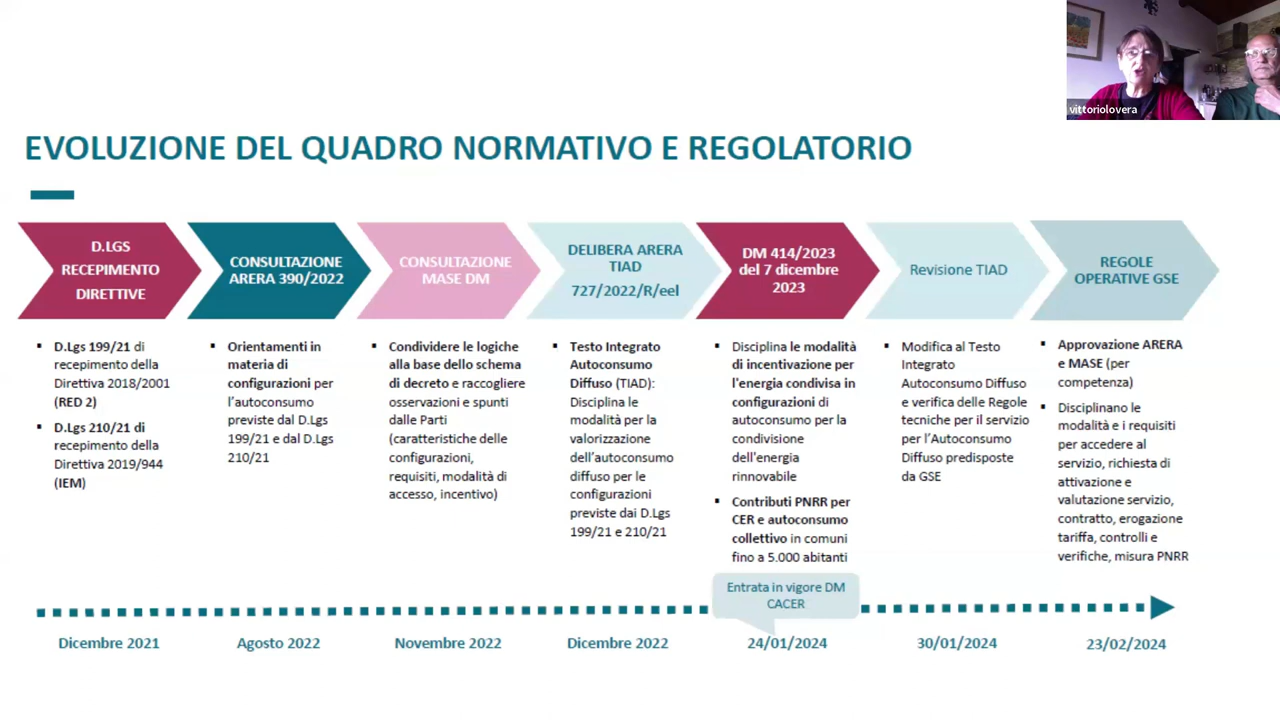 vittoriolovera
EVOLUZIONE DEL QUADRO NORMATIVO E REGOLATORIO
D.LGS
RECEPIMENTO
DIRETTIVE
CONSULTAZIONE
ARERA 390/2022
CONSULTAZIONE
MASE DM
DELIBERA ARERA
TIAD
727/2022/R/eel
DM 414/2023
del 7 dicembre
2023
Revisione TIAD
REGOLE
OPERATIVE GSE
▪ D.Lgs 199/21 di
recepimento della
Direttiva 2018/2001
(RED 2)
▪ D.Lgs 210/21 di
recepimento della
Direttiva 2019/944
(IEM)
▪ Orientamenti in
materia di
configurazioni per
l'autoconsumo
previste dal D.Lgs
199/21 e dal D.Lgs
210/21
▪ Condividere le logiche
alla base dello schema
di decreto e raccogliere
osservazioni e spunti
dalle Parti
(caratteristiche delle
configurazioni,
requisiti, modalità di
accesso, incentivo)
▪ Testo Integrato
Autoconsumo
Diffuso (TIAD):
Disciplina le
modalità per la
valorizzazione
dell'autoconsumo
diffuso per le
configurazioni
previste dai D.Lgs
199/21 e 210/21
▪ Disciplina le modalità
di incentivazione per
l'energia condivisa in
configurazioni di
autoconsumo per la
condivisione
dell'energia
rinnovabile
▪ Contributi PNRR per
CER e autoconsumo
collettivo in comuni
fino a 5.000 abitanti
▪ Modifica al Testo
Integrato
Autoconsumo Diffuso
e verifica delle Regole
tecniche per il servizio
per l'Autoconsumo
Diffuso predisposte
da GSE
▪ Approvazione ARERA
e MASE (per
competenza)
▪ Disciplinano le
modalità e i requisiti
per accedere al
servizio, richiesta di
attivazione e
valutazione servizio,
contratto, erogazione
tariffa, controlli e
verifiche, misura PNRR
Entrata in vigore DM
CACER
Dicembre 2021
Agosto 2022
Novembre 2022
Dicembre 2022
24/01/2024
30/01/2024
23/02/2024